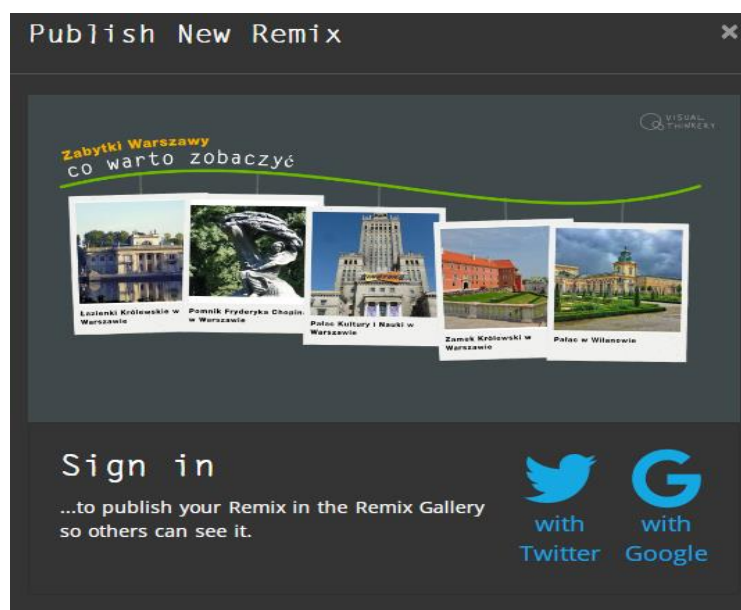 Publish New Remix
×
VISUAL
THINKERY
Zabytki Warszawy
co warto zobaczyć
Łazienki Królewskie w
Warszawie
Pomnik Fryderyka Chopina
w Warszawie
Pałac Kultury i Nauki w
Warszawie
Zamek Królewski w
Warszawie
Pałac w Wilanowie
Sign in
...to publish your Remix in the Remix Gallery
so others can see it.
with
Twitter
with
Google